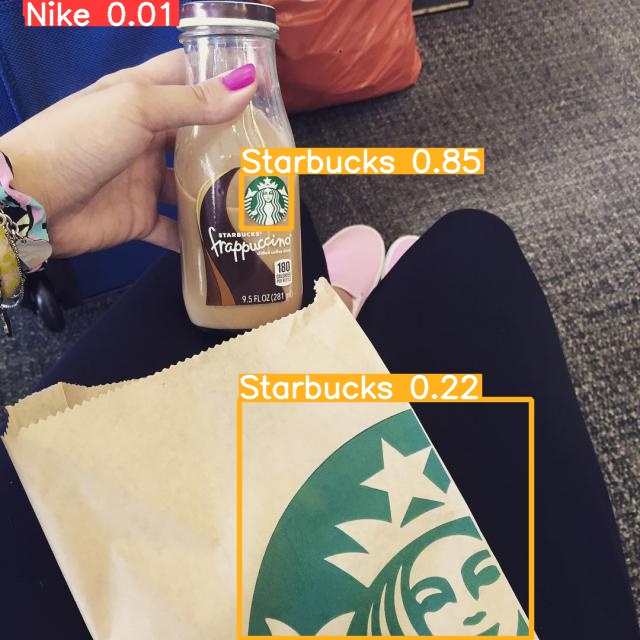 Nike 0.01
Starbucks 0.85
STARBUCKS
frappuccino
180
9.5 FL OZ (281
Starbucks 0.22